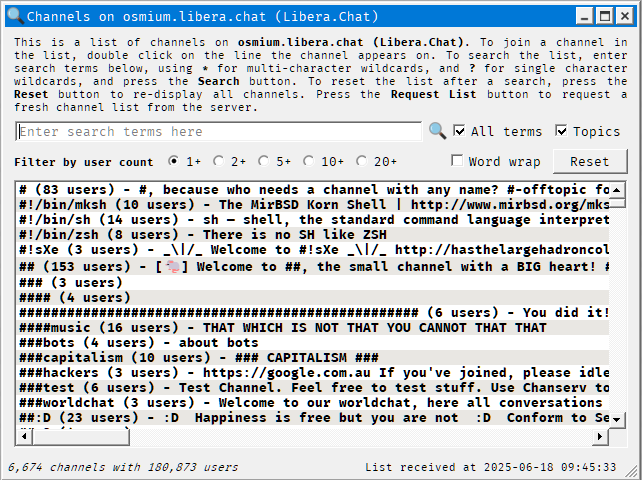 Channels on osmium.libera.chat (Libera.Chat)
This is a list of channels on osmium.libera.chat (Libera.Chat). To join a channel in
the list, double click on the line the channel appears on. To search the list, enter
search terms below, using * for multi-character wildcards, and ? for single character
wildcards, and press the Search button. To reset the list after a search, press the
Reset button to re-display all channels. Press the Request List button to request a
fresh channel list from the server.
Enter search terms here All terms Topics
Filter by user count 1+ 2+ 5+ 10+ 20+ Word wrap Reset
# (83 users) - #, because who needs a channel with any name? #-offtopic fo
#!/bin/mksh (10 users) - The MirBSD Korn Shell | http://www.mirbsd.org/mks
#!/bin/sh (14 users) - sh — shell, the standard command language interpret
#!/bin/zsh (8 users) - There is no SH like ZSH
#!sXe (3 users) - _\|/_ Welcome to #!sXe _\|/_ http://hasthelargehadroncol
## (153 users) - [🐘] Welcome to ##, the small channel with a BIG heart! #
### (3 users)
#### (4 users)
################################################ (6 users) - You did it!
####music (16 users) - THAT WHICH IS NOT THAT YOU CANNOT THAT THAT
###bots (4 users) - about bots
###capitalism (10 users) - ### CAPITALISM ###
###hackers (3 users) - https://google.com.au If you've joined, please idle
###test (6 users) - Test Channel. Feel free to test stuff. Use Chanserv to
###worldchat (3 users) - Welcome to our worldchat, here all conversations
##:D (23 users) - :D  Happiness is free but you are not  :D  Conform to Se
6,674 channels with 180,873 users List received at 2025-06-18 09:45:33